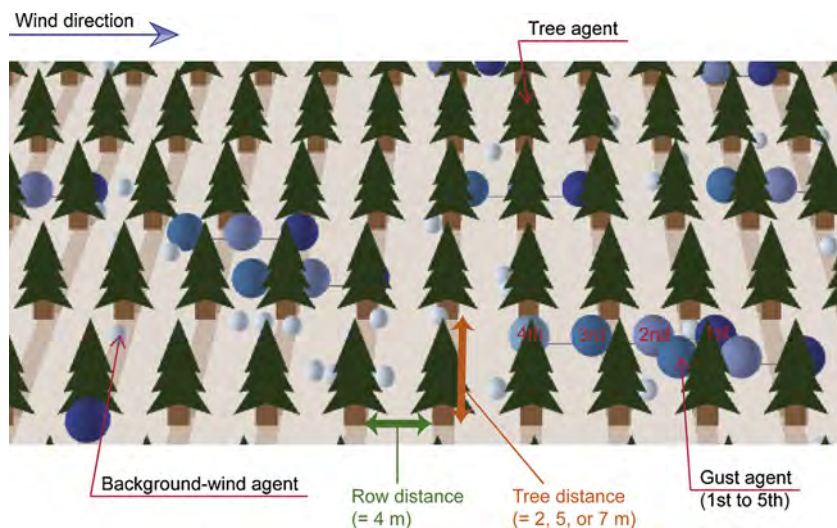 Wind direction
Tree agent
4th 3rd 2nd 1st
Background-wind agent
Row distance
(= 4 m)
Tree distance
(= 2, 5, or 7 m)
Gust agent
(1st to 5th)